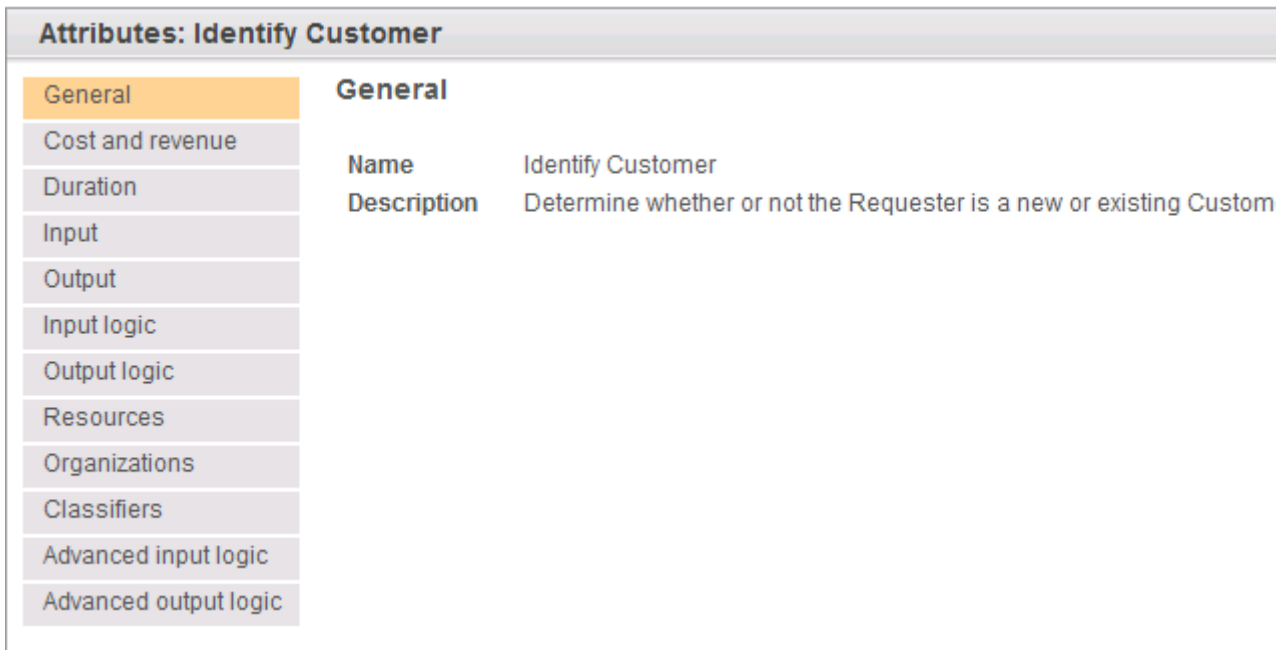 Attributes: Identify Customer
General
Cost and revenue
Duration
Input
Output
Input logic
Output logic
Resources
Organizations
Classifiers
Advanced input logic
Advanced output logic
General
Name Identify Customer
Description Determine whether or not the Requester is a new or existing Custom